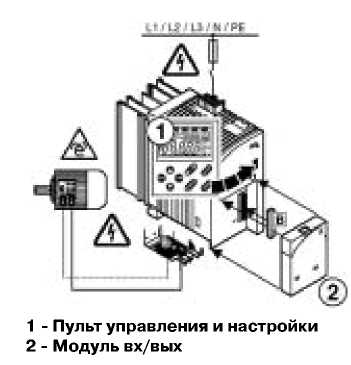 L1 / L2 / L3 / N / PE
1
2
1 - Пульт управления и настройки
2 - Модуль вх/вых